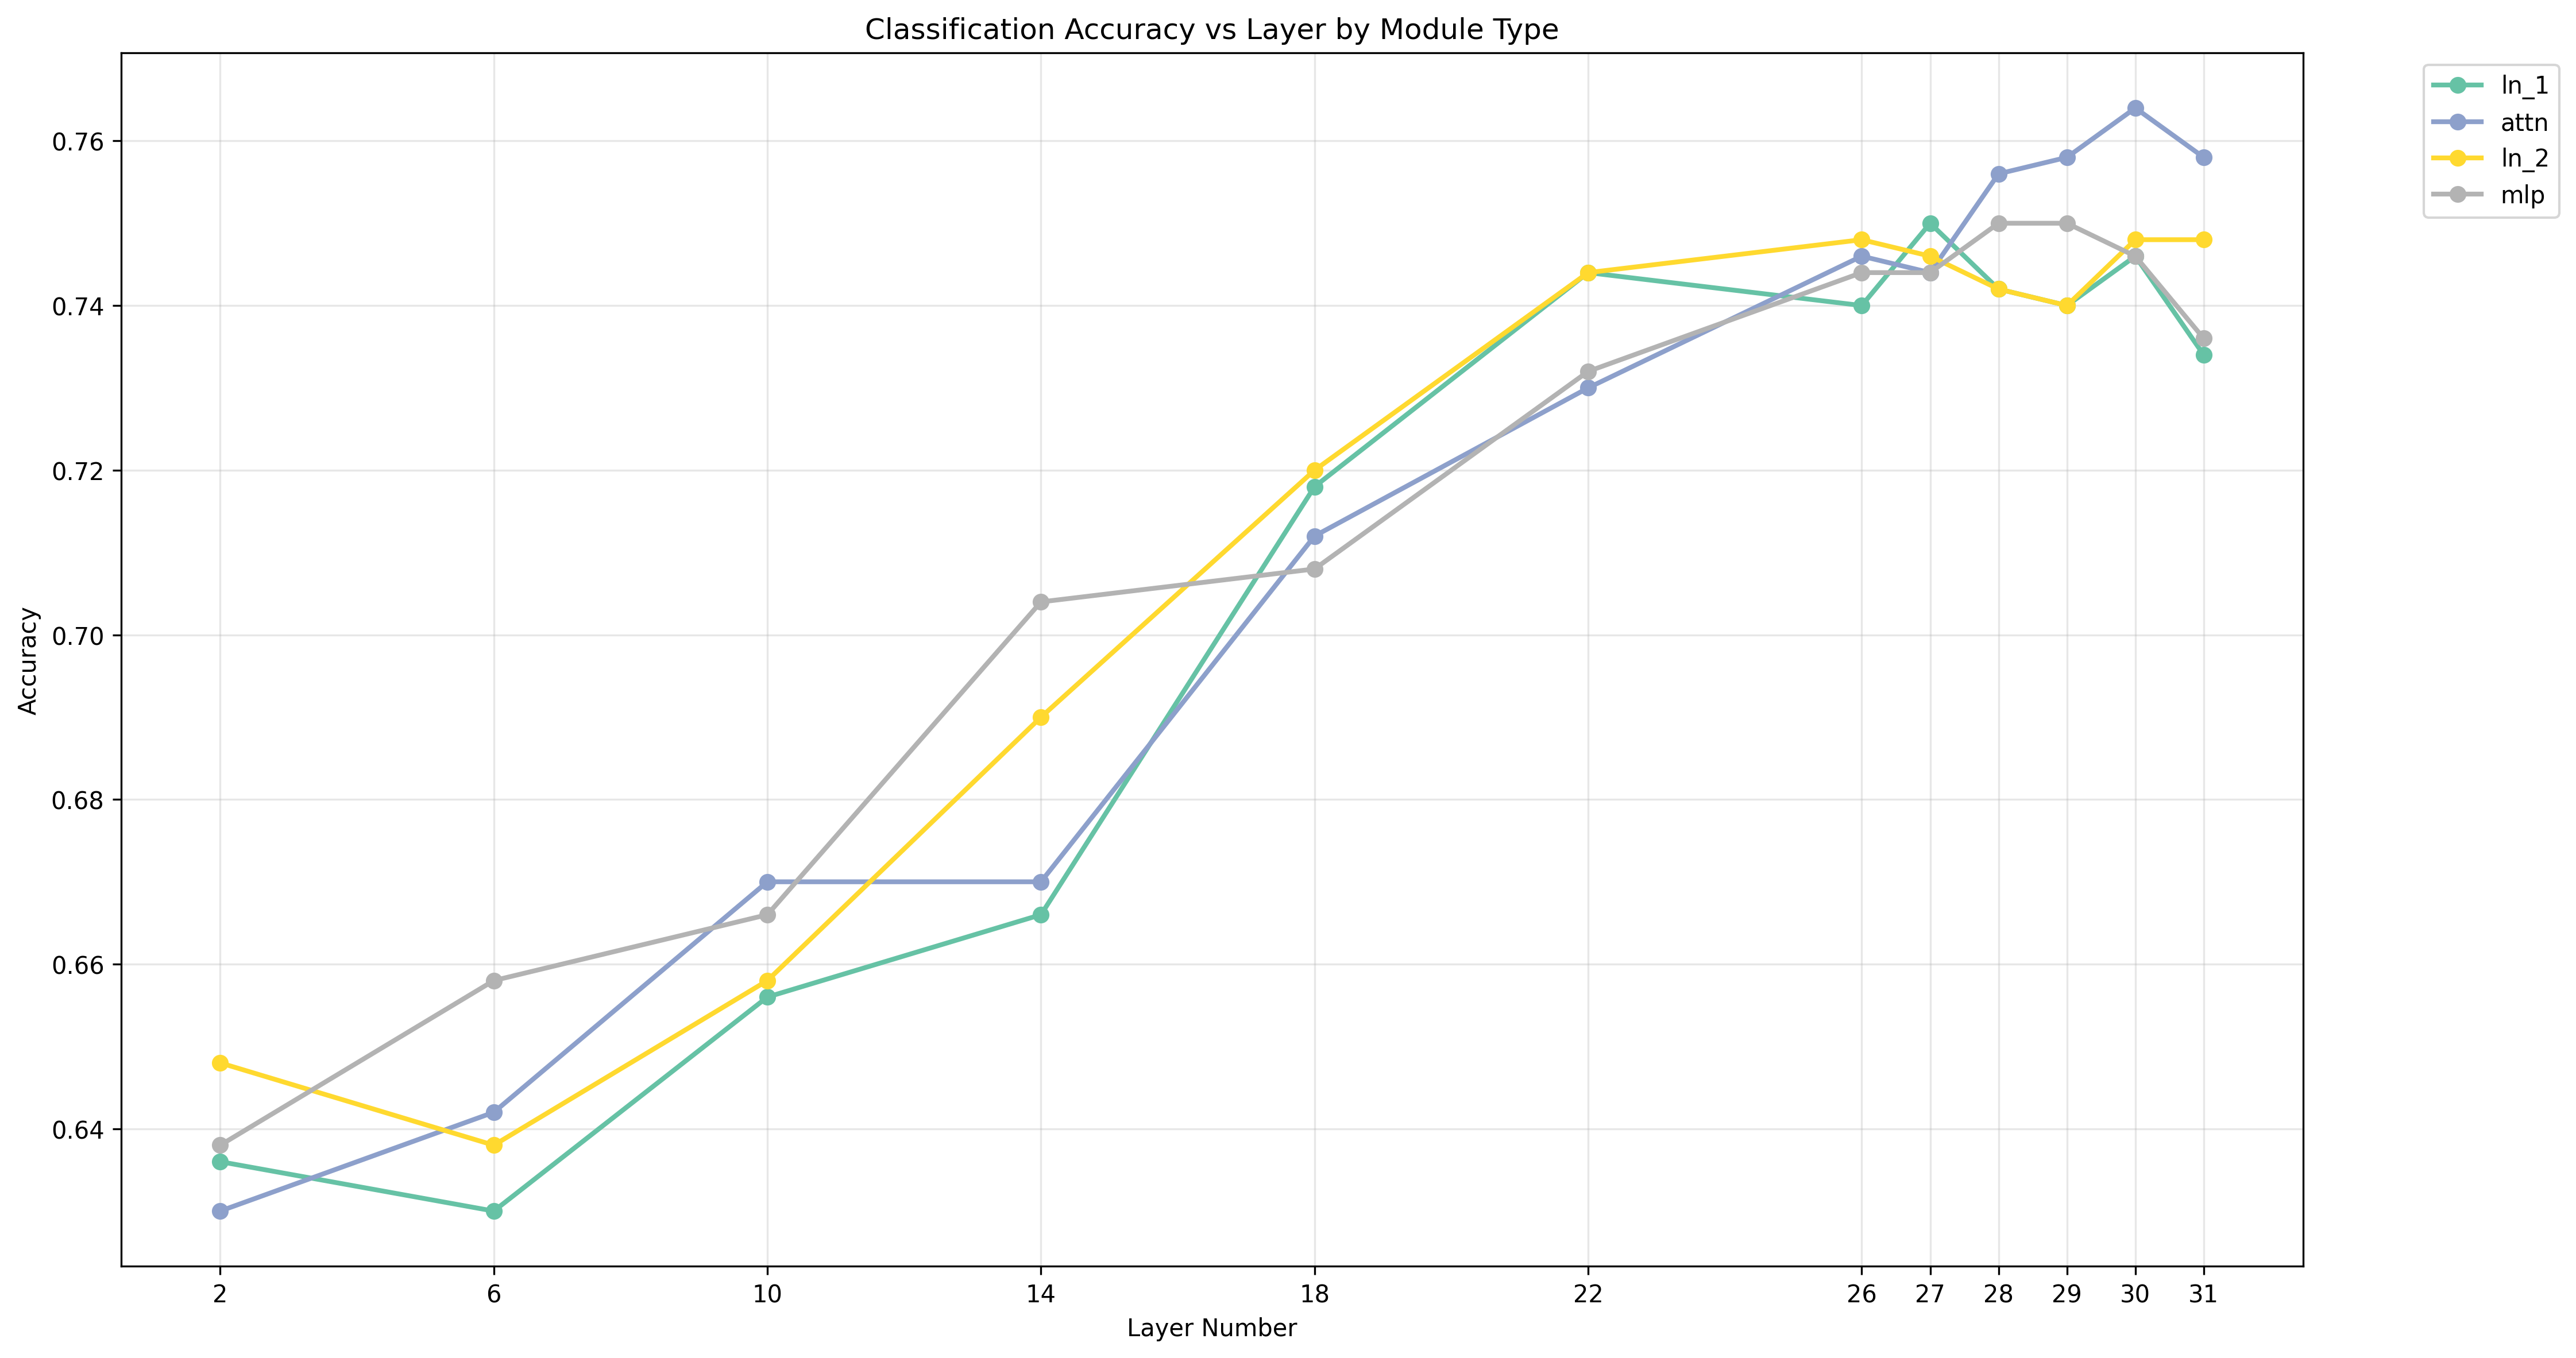 Classification Accuracy vs Layer by Module Type
ln_1
attn
ln_2
mlp
Accuracy
0.76
0.74
0.72
0.70
0.68
0.66
0.64
2 6 10 14 18 22 26 27 28 29 30 31
Layer Number